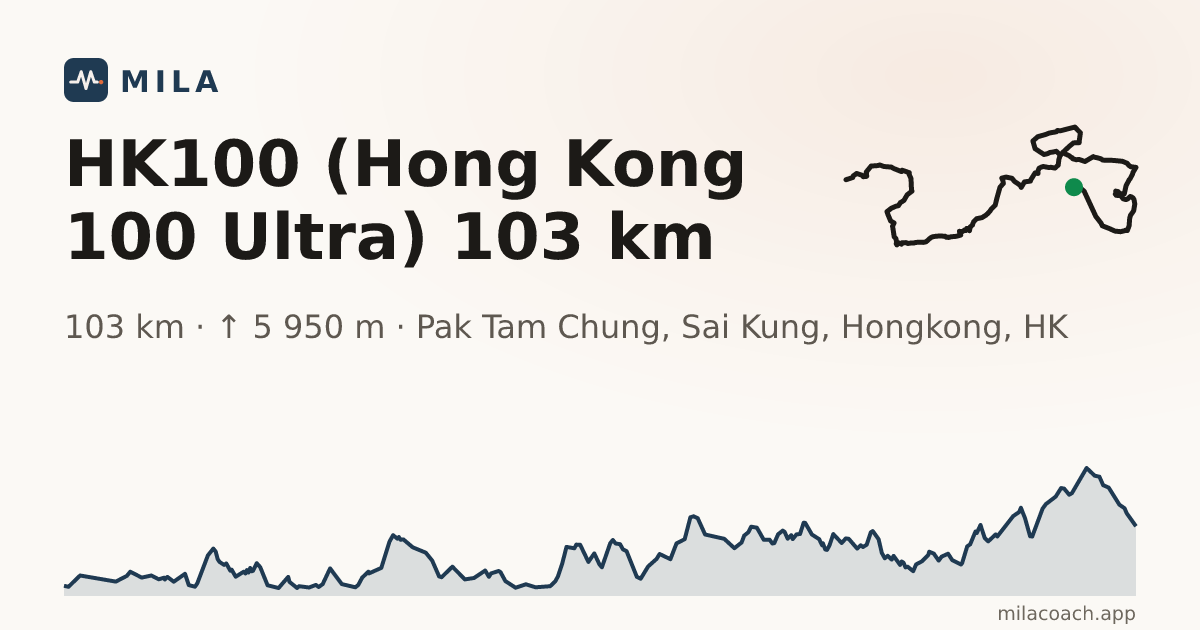 MILA
HK100 (Hong Kong
100 Ultra) 103 km
103 km · ↑ 5 950 m · Pak Tam Chung, Sai Kung, Hongkong, HK
milacoach.app